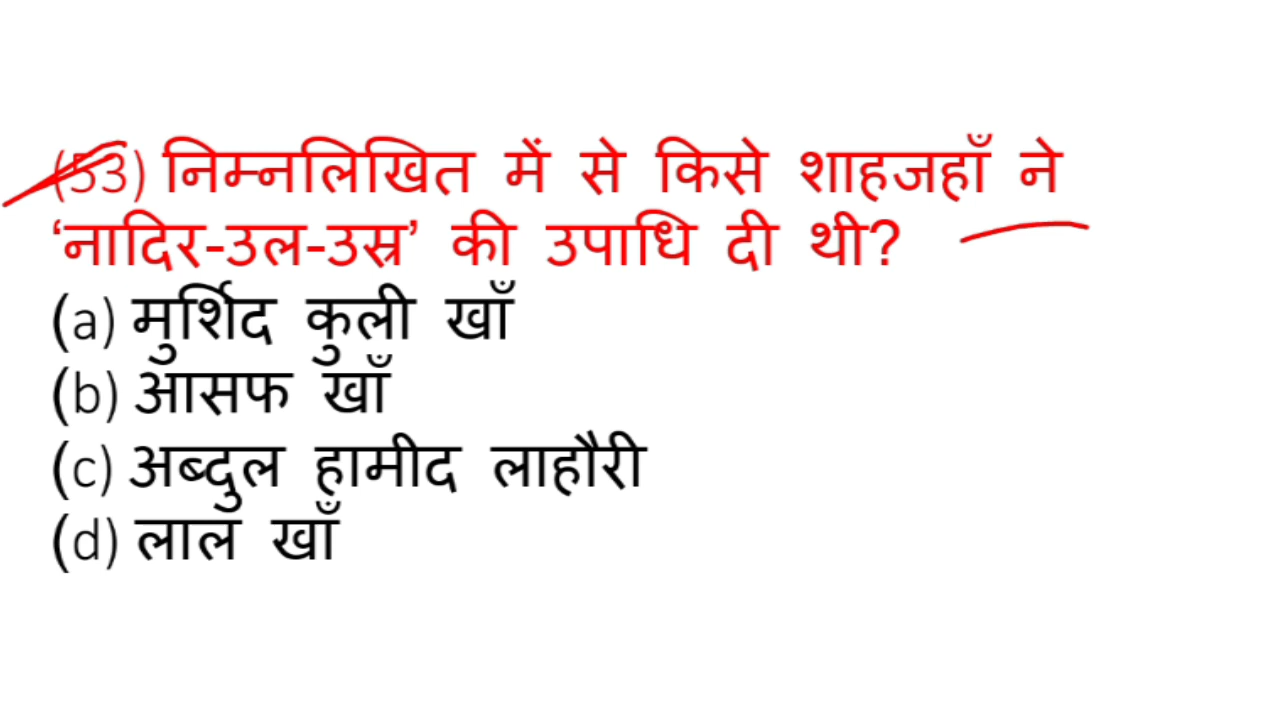 (53) निम्नलिखित में से किसे शाहजहाँ ने
‘नादिर-उल-उस्र’ की उपाधि दी थी?
(a) मुर्शिद कुली खाँ
(b) आसफ खाँ
(c) अब्दुल हामीद लाहौरी
(d) लाल खाँ